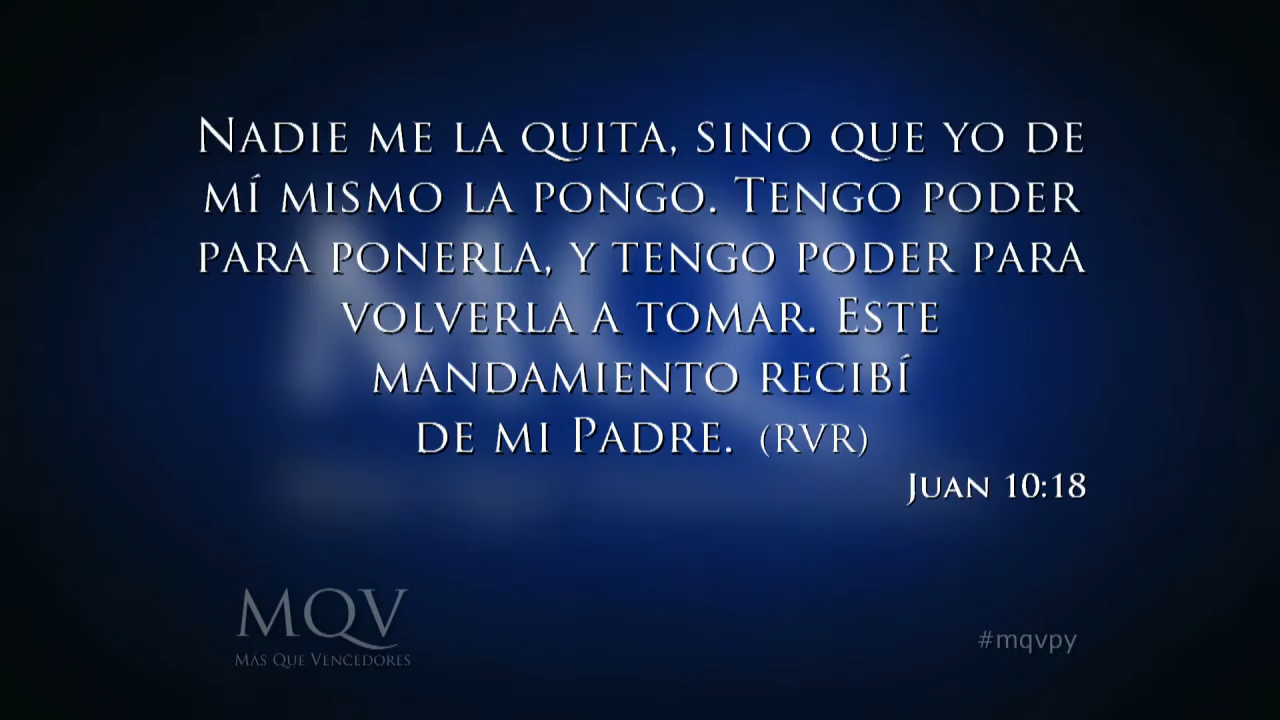 Nadie me la quita, sino que yo de
mí mismo la pongo. Tengo poder
para ponerla, y tengo poder para
volverla a tomar. Este
mandamiento recibí
de mi Padre. (RVR)
Juan 10:18
MQV
Más Que Vencedores
#mqvpy